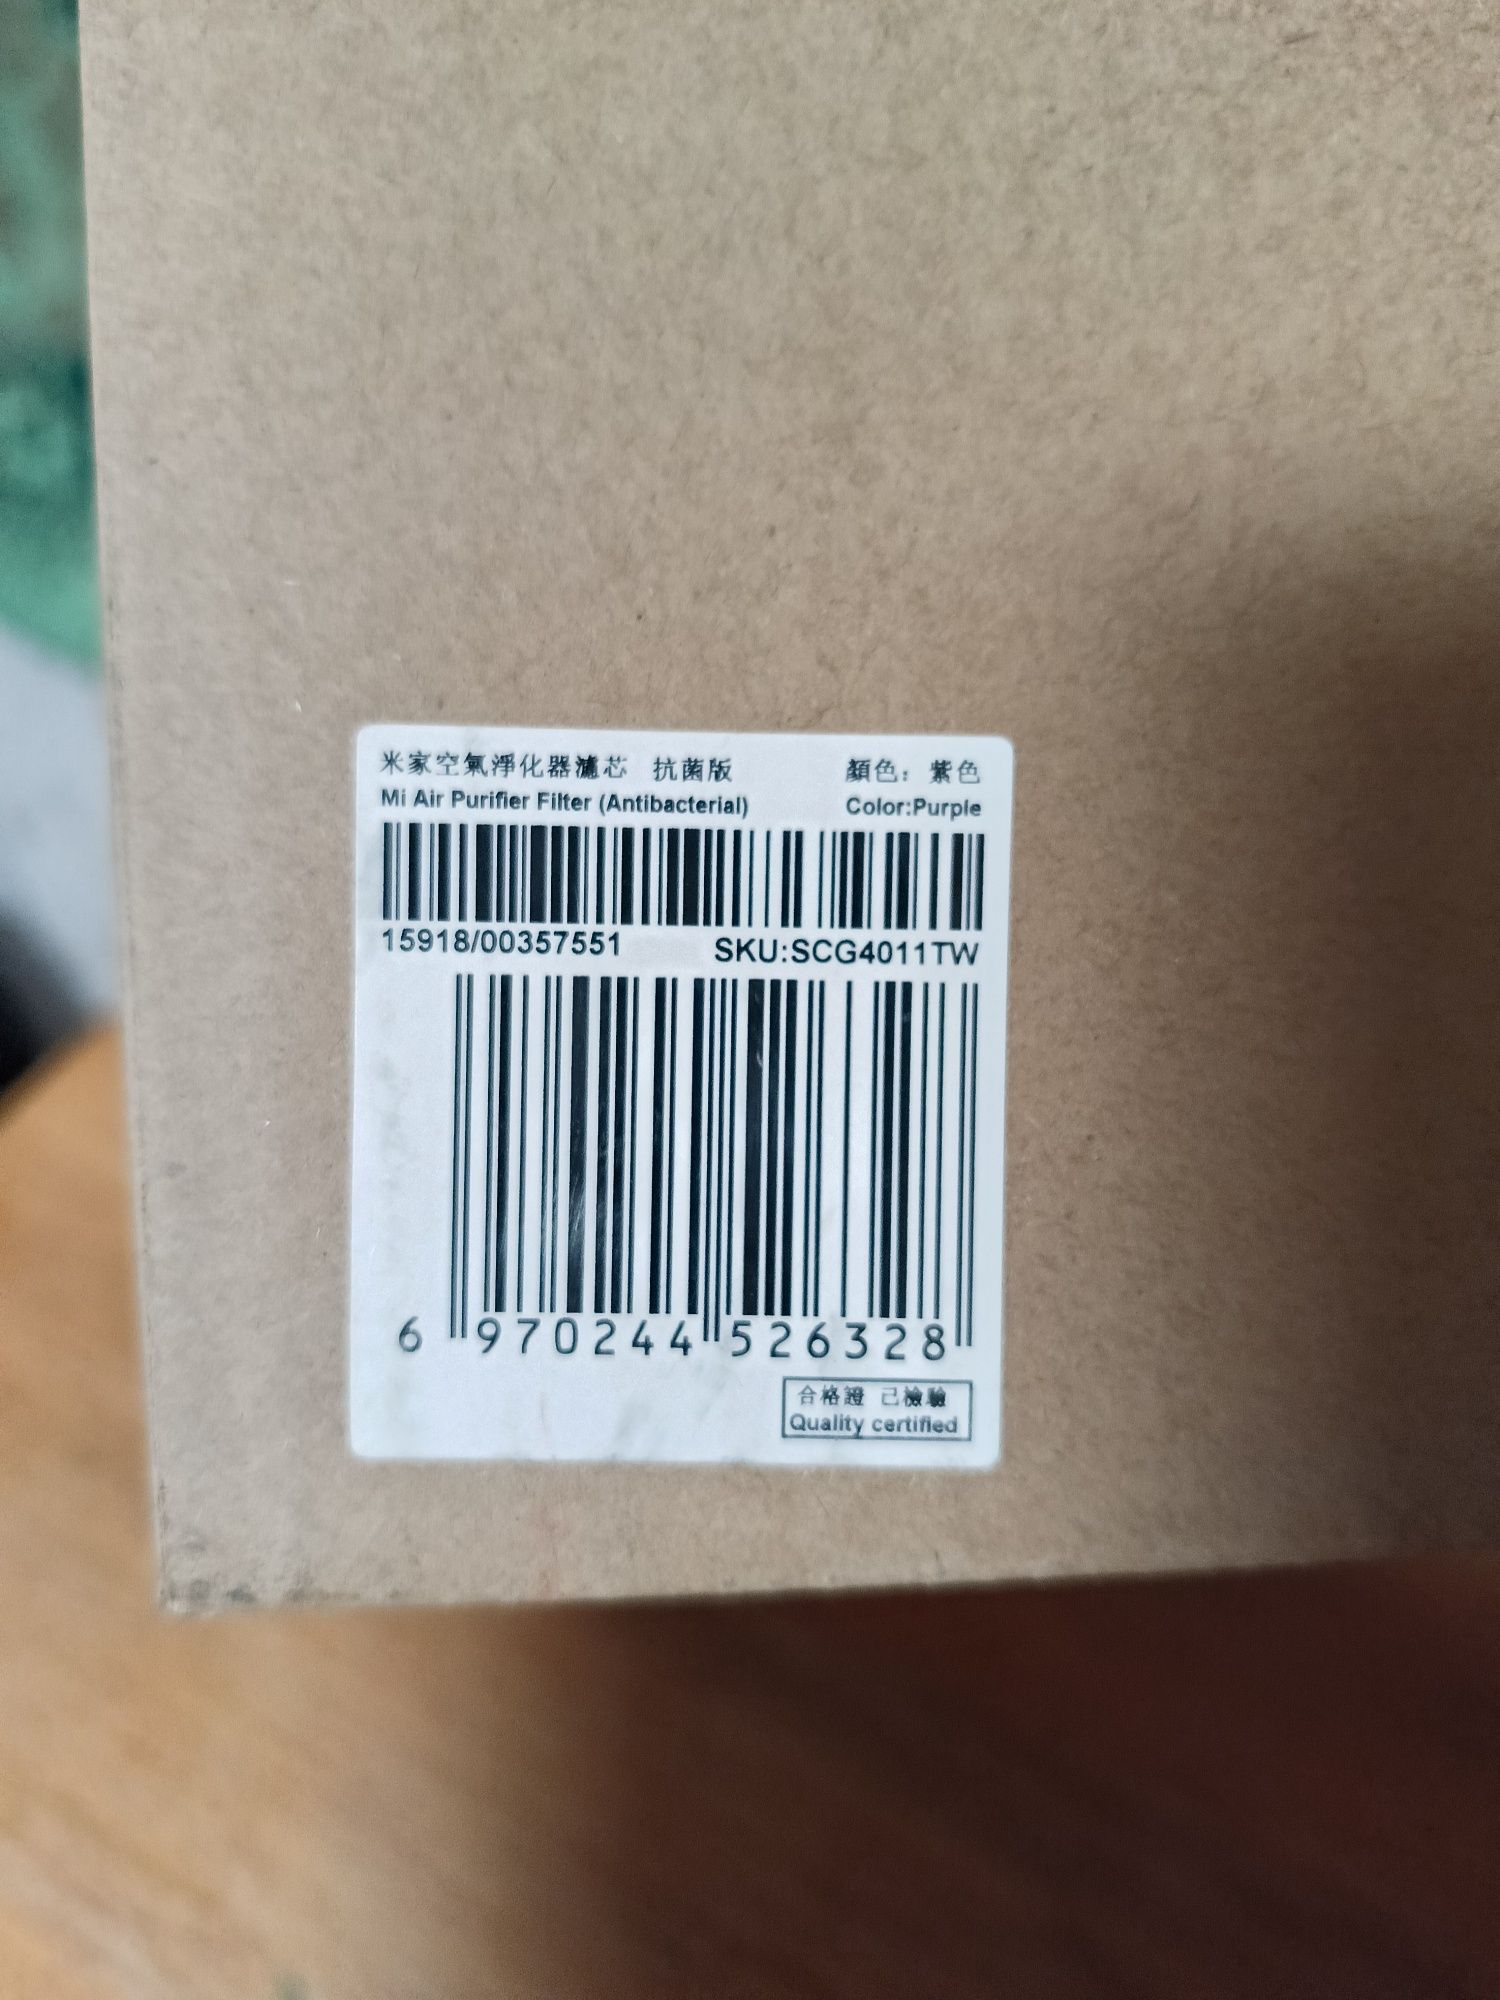 米家空氣淨化器濾芯 抗菌版 顏色：紫色
Mi Air Purifier Filter (Antibacterial) Color:Purple
15918/00357551 SKU:SCG4011TW
6 970244 526328
合格證 已檢驗
Quality certified